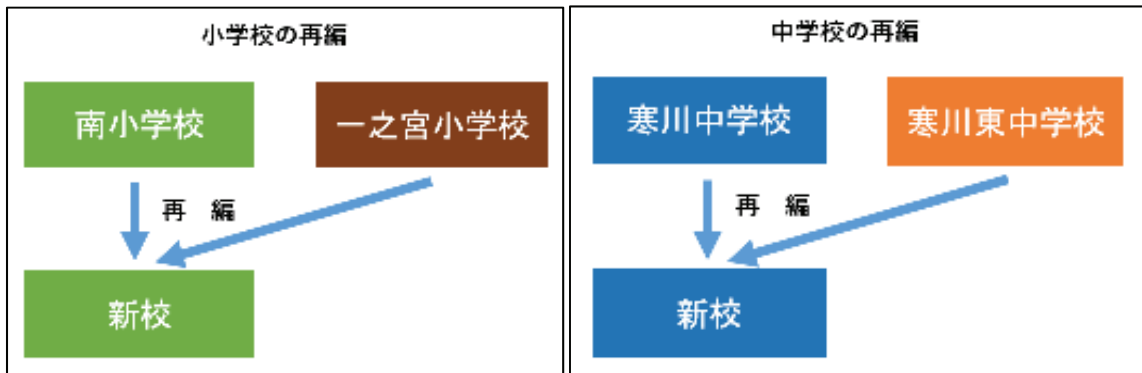 小学校の再編
南小学校
一之宮小学校
再　編
新校
中学校の再編
寒川中学校
寒川東中学校
再　編
新校